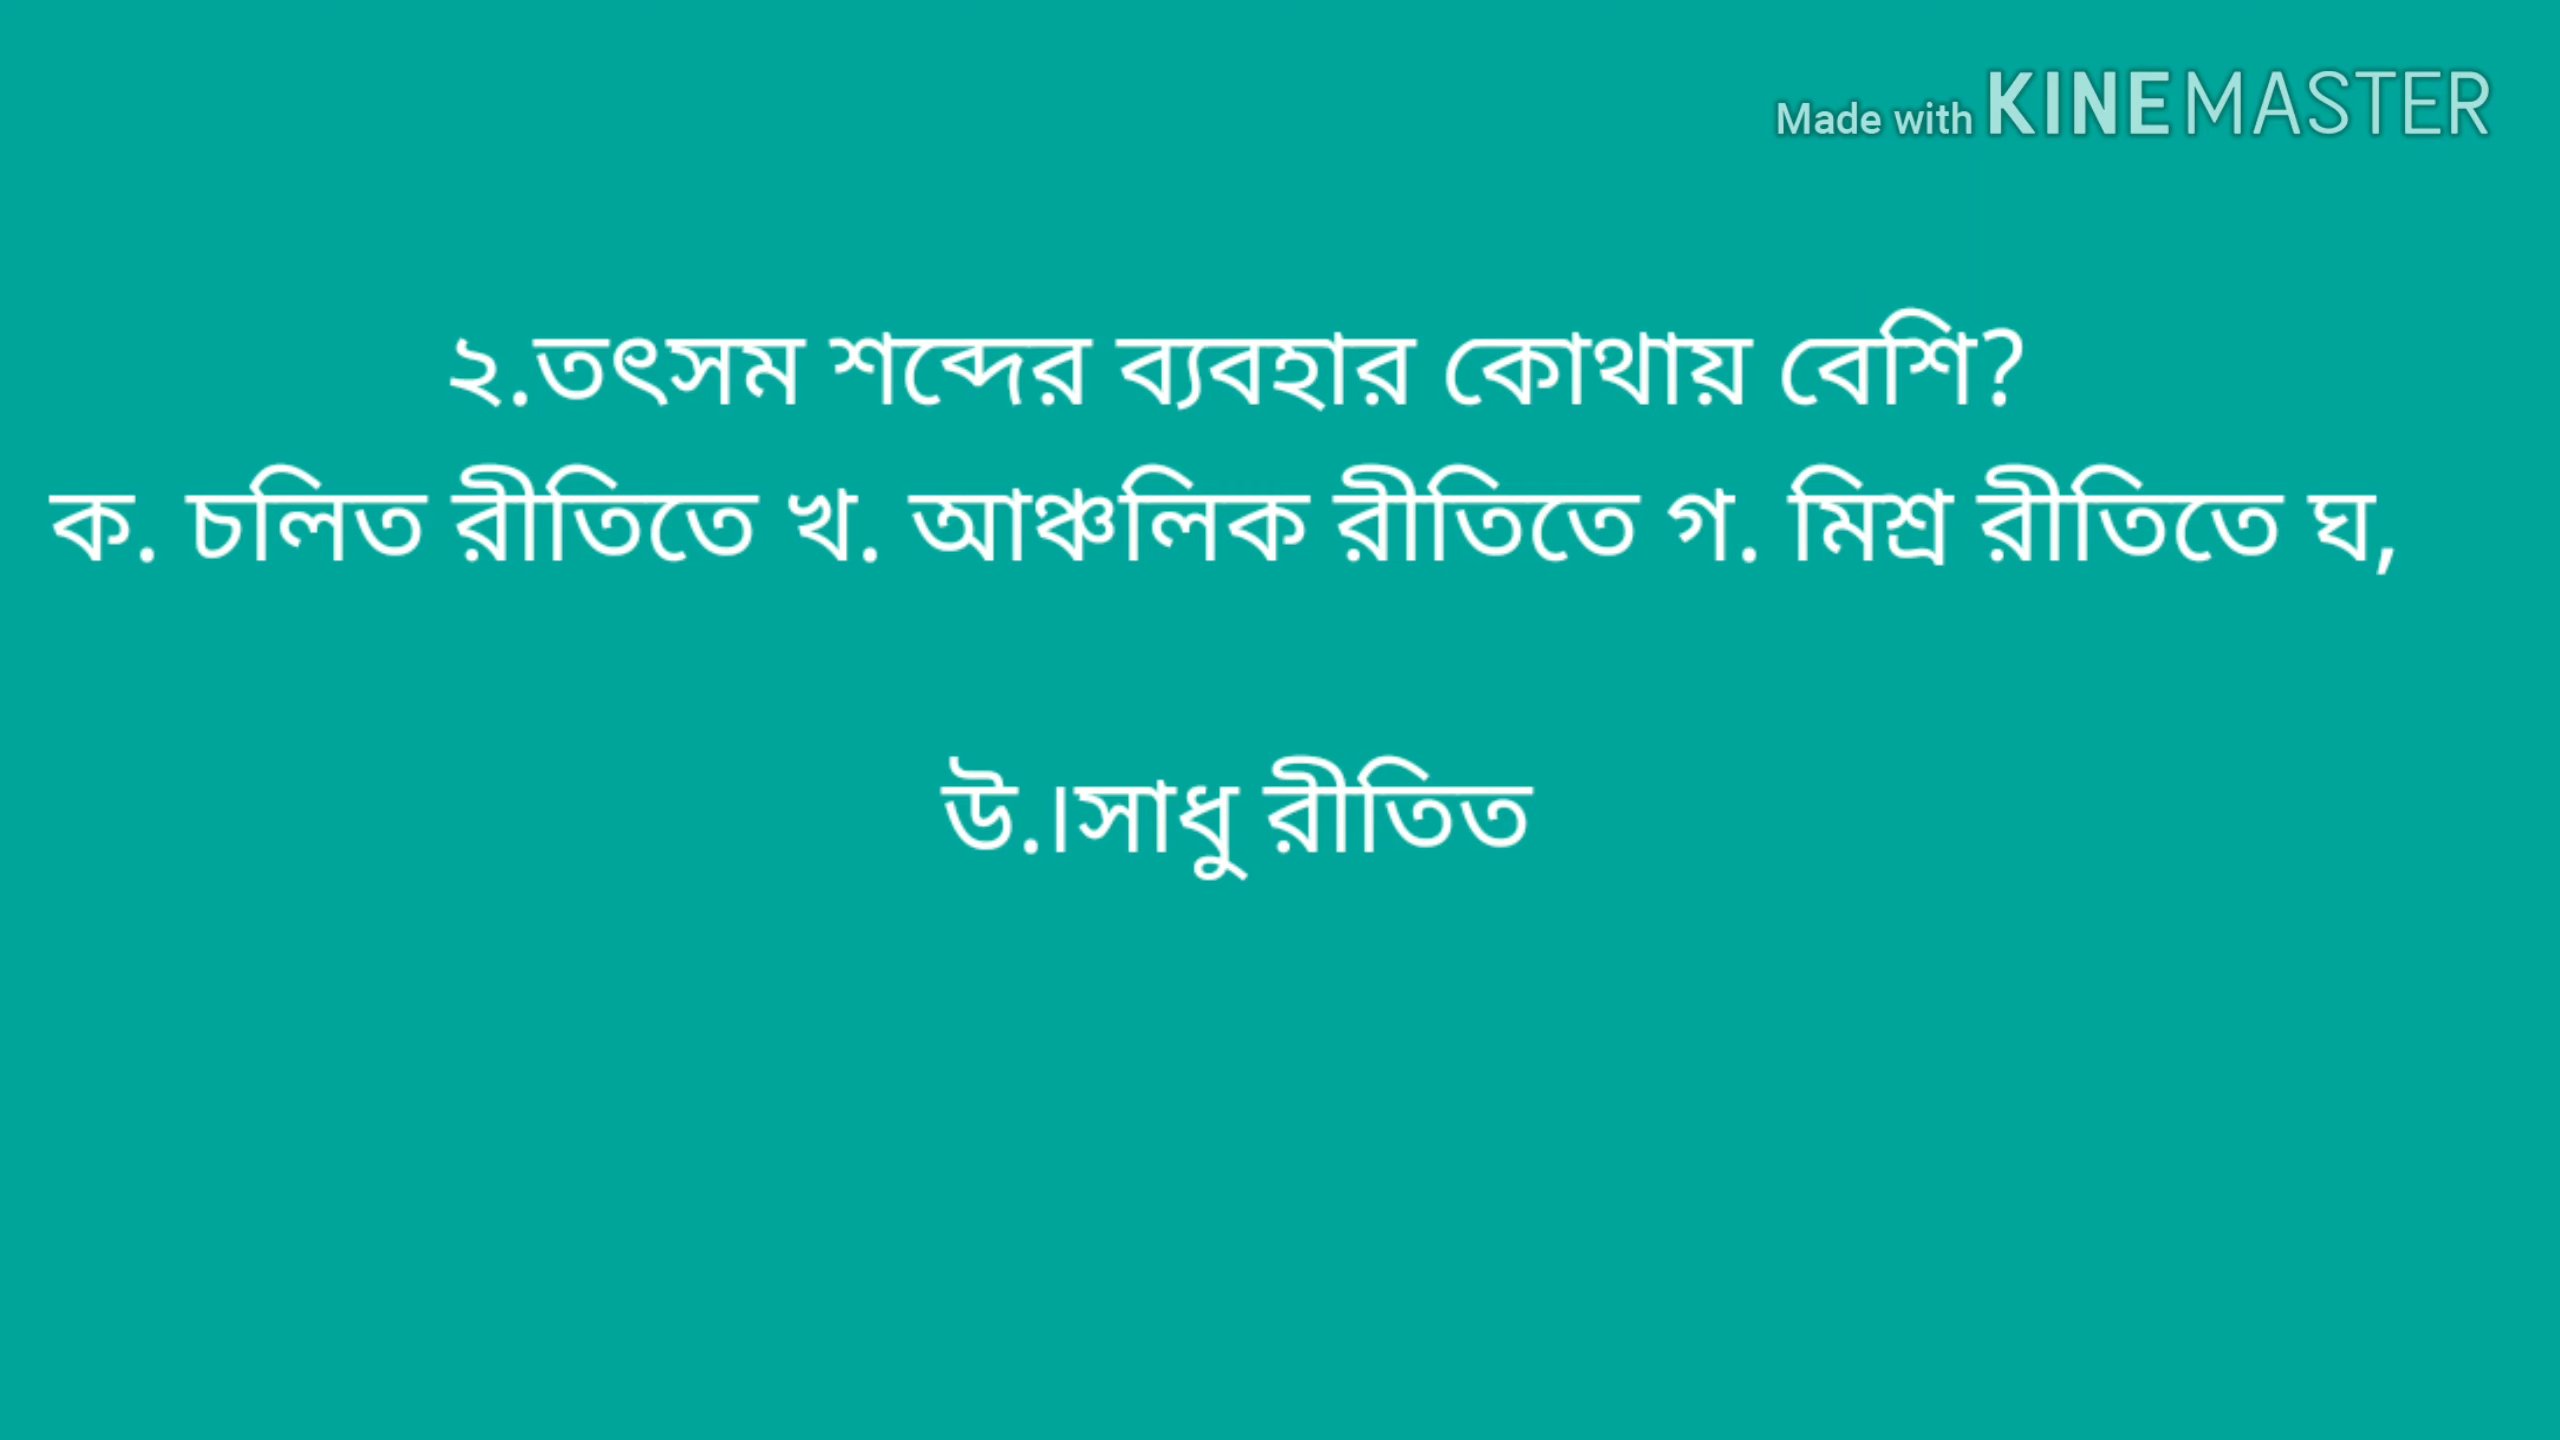 Made with KINEMASTER
২.তৎসম শব্দের ব্যবহার কোথায় বেশি?
ক. চলিত রীতিতে খ. আঞ্চলিক রীতিতে গ. মিশ্র রীতিতে ঘ,
উ.।সাধু রীতিত